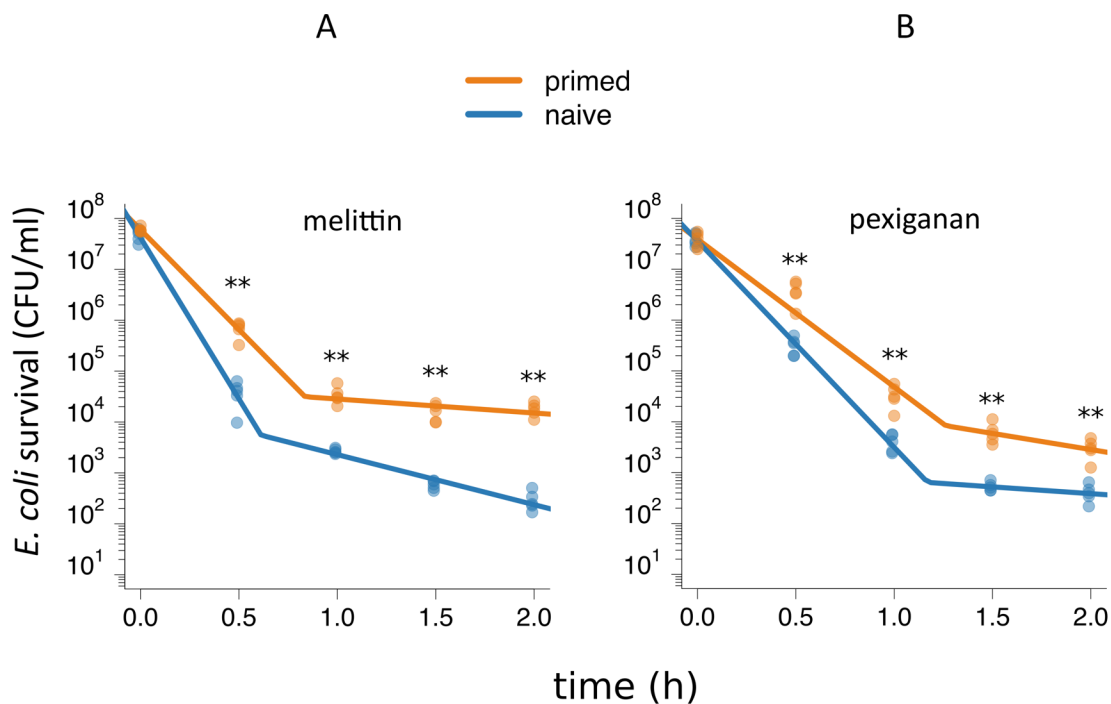 A
B
primed
naive
E. coli survival (CFU/ml)
melittin
10^8
10^7
10^6
10^5
10^4
10^3
10^2
10^1
**
**
**
**
0.0 0.5 1.0 1.5 2.0
pexiganan
10^8
10^7
10^6
10^5
10^4
10^3
10^2
10^1
**
**
**
**
0.0 0.5 1.0 1.5 2.0
time (h)